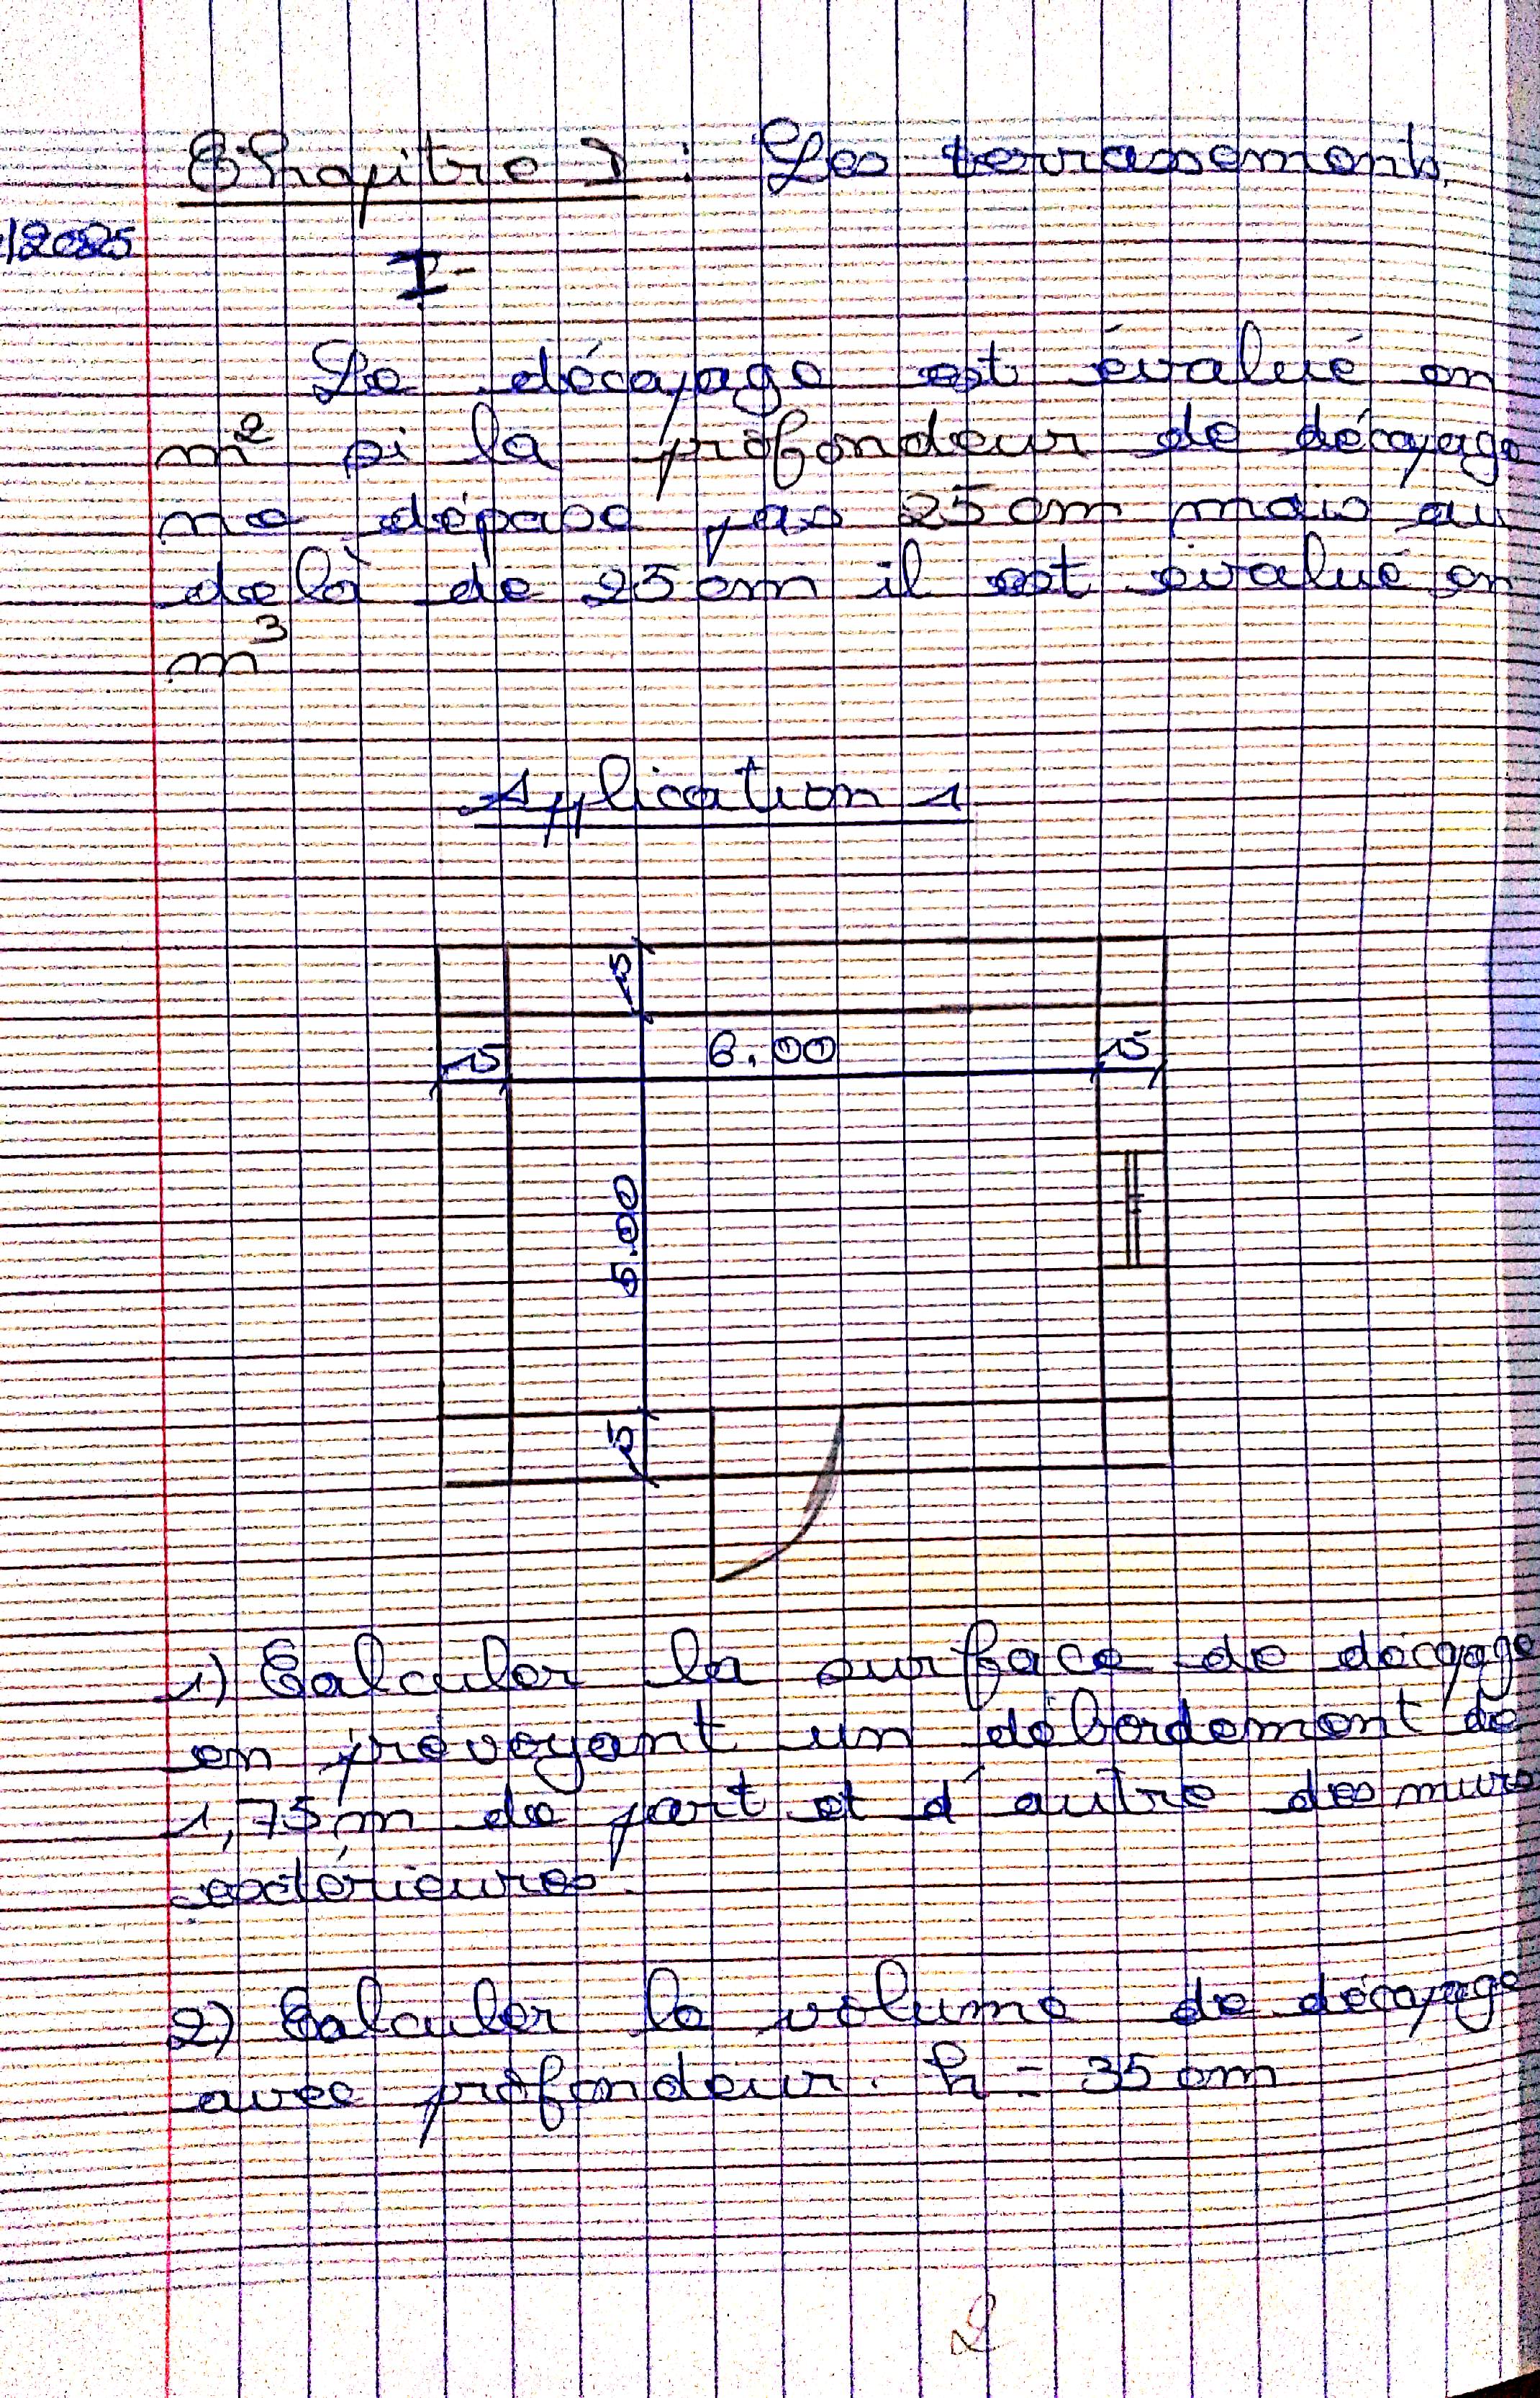 Chapitre I : Les terrassements
/2025
I-
Le décapage est évalué en
m² si la profondeur de décapage
ne dépase pas 25 cm mais au
delà de 25 cm il est évalué en
m³
Application 1
15
15 6.00 15
5.00
15
1) Calculer la surface de décapage
en prévoyant un débordement de
1,75 m de part et d'autre des murs
extérieures.
2) Calculer le volume de décapage
avec profondeur. h = 35 cm
2